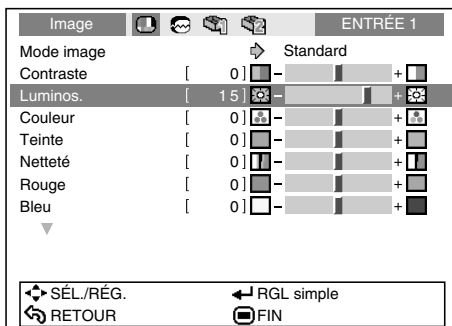 Image ENTRÉE 1
Mode image Standard
Contraste [ 0] – +
Luminos. [ 15] – +
Couleur [ 0] – +
Teinte [ 0] – +
Netteté [ 0] – +
Rouge [ 0] – +
Bleu [ 0] – +
SÉL./RÉG. RGL simple
RETOUR FIN